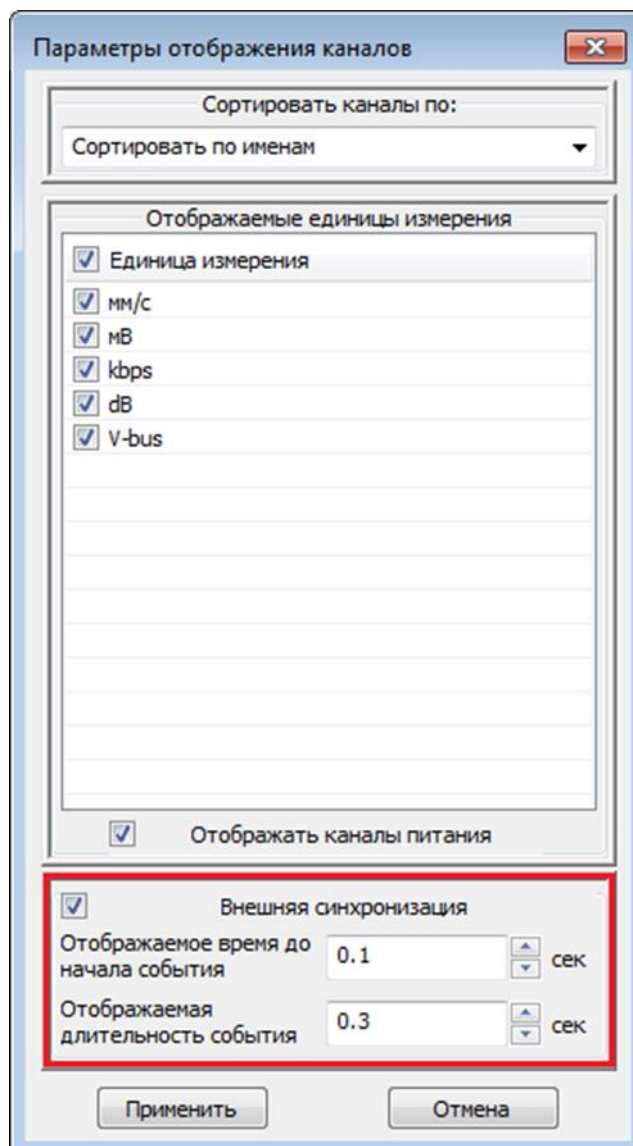 Параметры отображения каналов
Сортировать каналы по:
Сортировать по именам
Отображаемые единицы измерения
Единица измерения
мм/с
мВ
kbps
dB
V-bus
Отображать каналы питания
Внешняя синхронизация
Отображаемое время до
начала события
0.1
сек
Отображаемая
длительность события
0.3
сек
Применить
Отмена